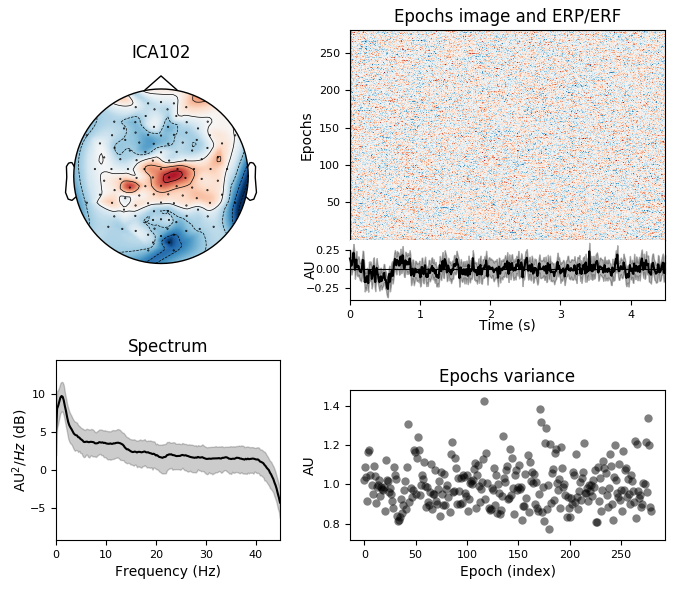 ICA102
Epochs image and ERP/ERF
Epochs
250
200
150
100
50
AU
0.25
0.00
−0.25
0 1 2 3 4
Time (s)
Spectrum
AU²/Hz (dB)
10
5
0
−5
0 10 20 30 40
Frequency (Hz)
Epochs variance
AU
1.4
1.2
1.0
0.8
0 50 100 150 200 250
Epoch (index)